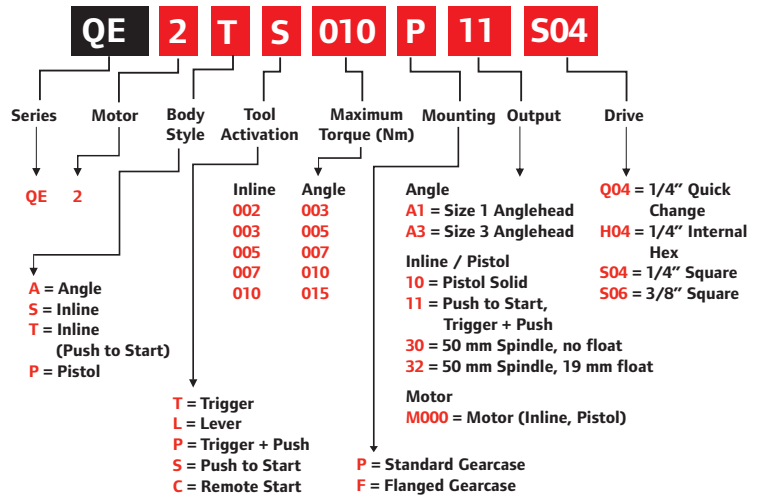 QE 2 T S 010 P 11 S04
Series
Motor
Body
Style
Tool
Activation
Maximum
Torque (Nm)
Mounting
Output
Drive
QE
2
A = Angle
S = Inline
T = Inline
(Push to Start)
P = Pistol
T = Trigger
L = Lever
P = Trigger + Push
S = Push to Start
C = Remote Start
Inline Angle
002 003
003 005
005 007
007 010
010 015
P = Standard Gearcase
F = Flanged Gearcase
Angle
A1 = Size 1 Anglehead
A3 = Size 3 Anglehead
Inline / Pistol
10 = Pistol Solid
11 = Push to Start,
Trigger + Push
30 = 50 mm Spindle, no float
32 = 50 mm Spindle, 19 mm float
Motor
M000 = Motor (Inline, Pistol)
Q04 = 1/4″ Quick
Change
H04 = 1/4″ Internal
Hex
S04 = 1/4″ Square
S06 = 3/8″ Square